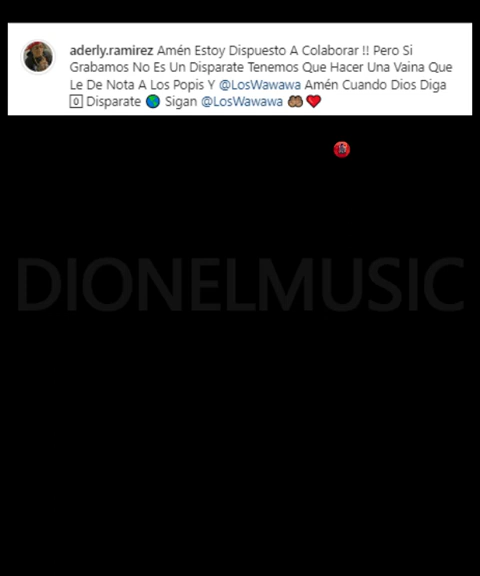 aderly.ramirez Amén Estoy Dispuesto A Colaborar !! Pero Si
Grabamos No Es Un Disparate Tenemos Que Hacer Una Vaina Que
Le De Nota A Los Popis Y @LosWawawa Amén Cuando Dios Diga
0 Disparate 🌎 Sigan @LosWawawa 🤲🏾❤️
DIONELMUSIC